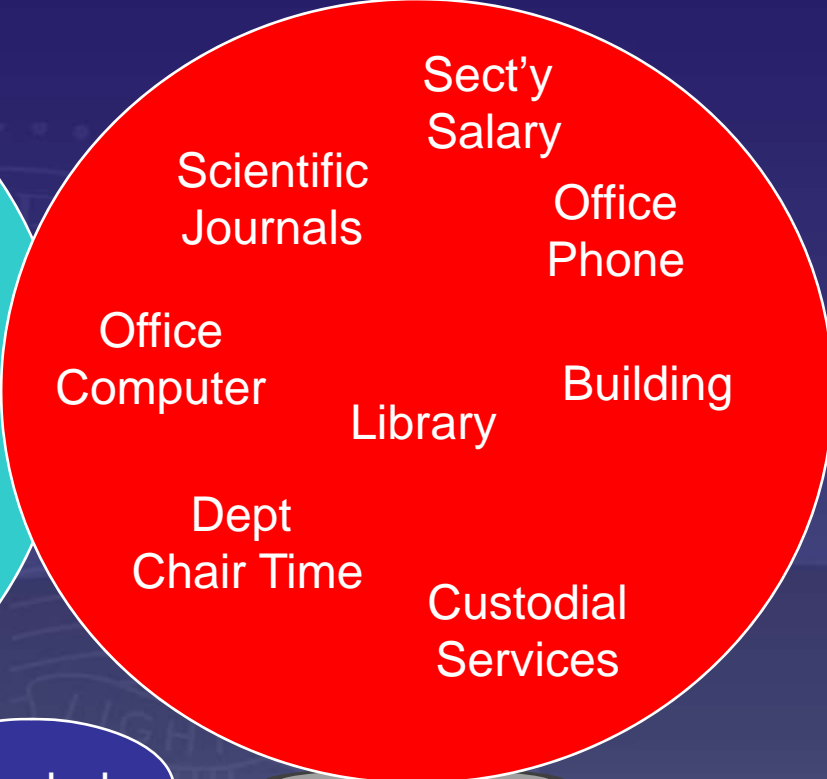 Sect'y
Salary
Scientific
Journals
Office
Phone
Office
Computer
Building
Library
Dept
Chair Time
Custodial
Services